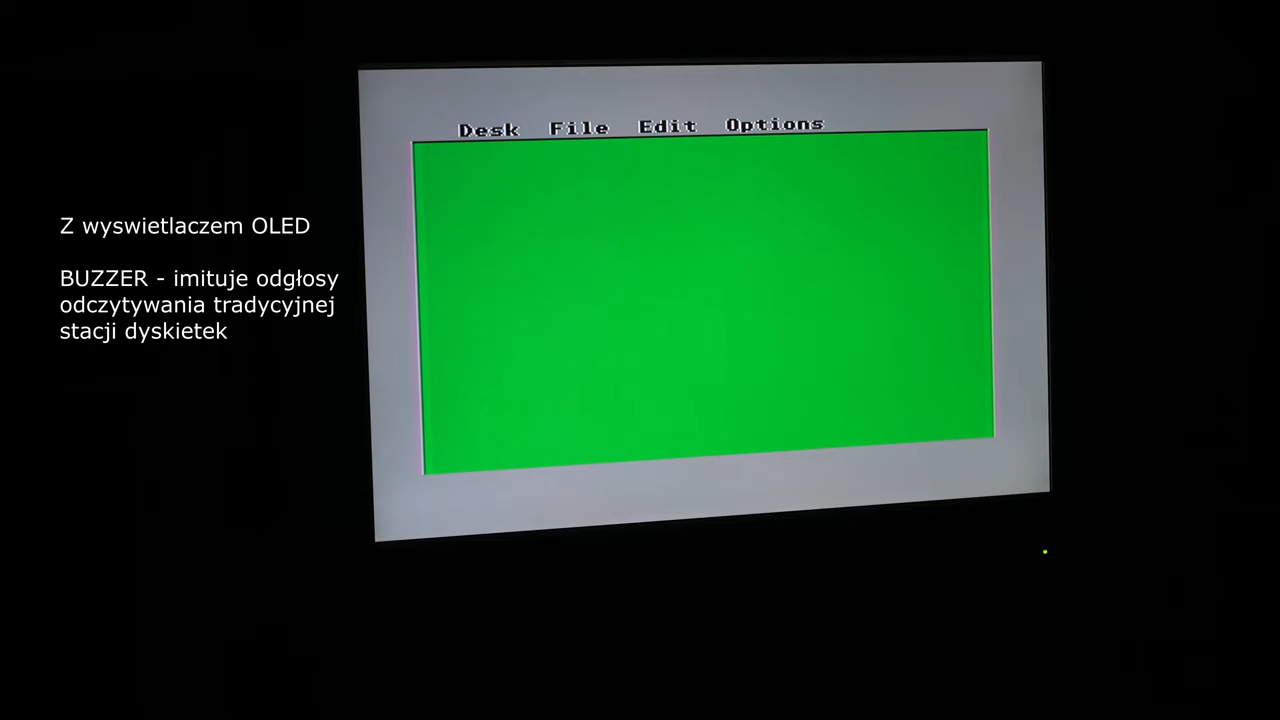 Desk File Edit Options
Z wyswietlaczem OLED
BUZZER - imituje odgłosy
odczytywania tradycyjnej
stacji dyskietek